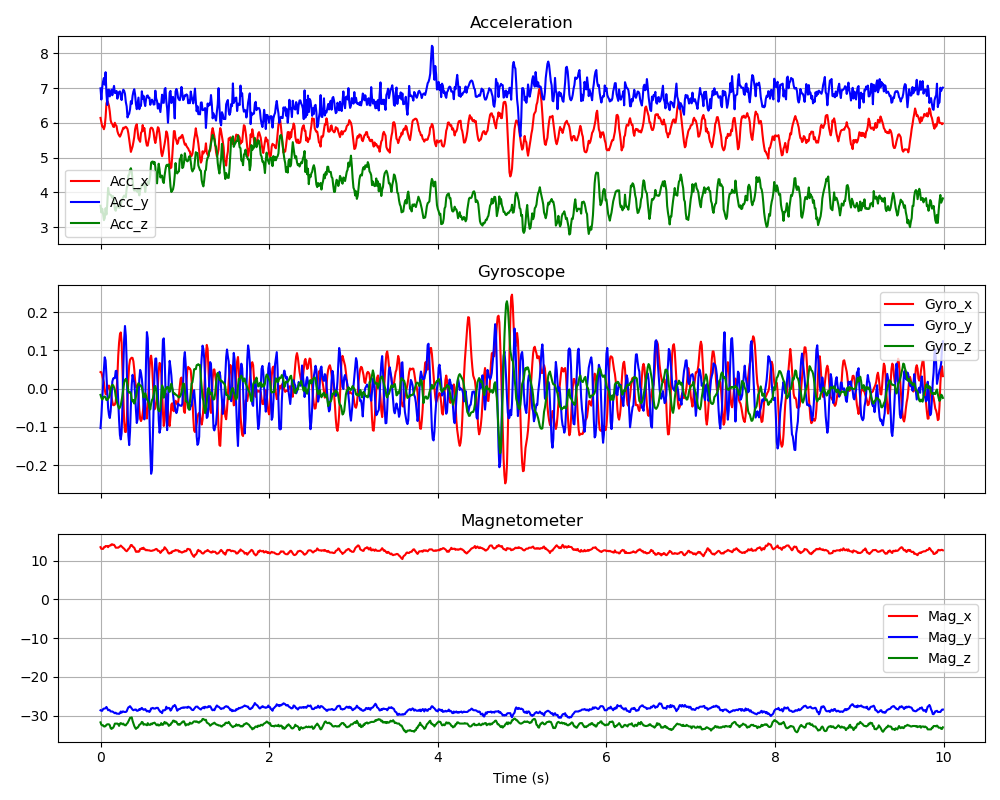 Acceleration
8
7
6
5
4
3
Acc_x
Acc_y
Acc_z
Gyroscope
0.2
0.1
0.0
−0.1
−0.2
Gyro_x
Gyro_y
Gyro_z
Magnetometer
10
0
−10
−20
−30
Mag_x
Mag_y
Mag_z
0 2 4 6 8 10
Time (s)